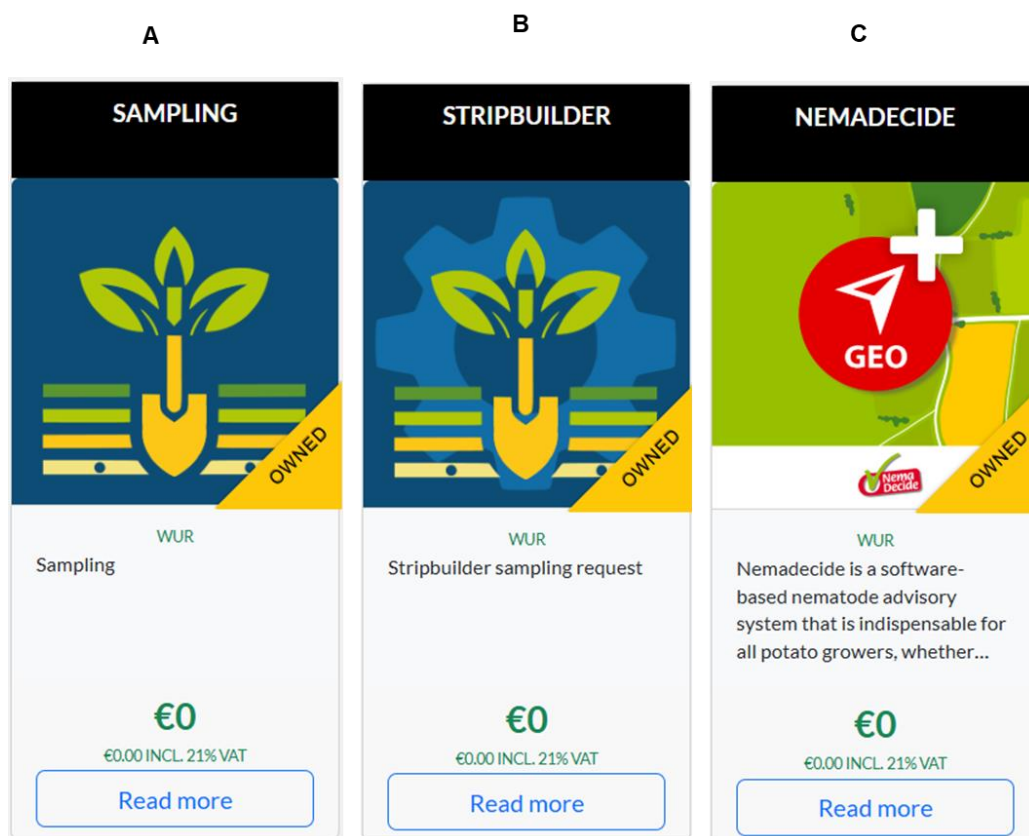 A
B
C
SAMPLING
STRIPBUILDER
NEMADECIDE
GEO
Nema
Decide
OWNED
OWNED
OWNED
WUR
Sampling
WUR
Stripbuilder sampling request
WUR
Nemadecide is a software-
based nematode advisory
system that is indispensable for
all potato growers, whether...
€0
€0.00 INCL. 21% VAT
Read more
€0
€0.00 INCL. 21% VAT
Read more
€0
€0.00 INCL. 21% VAT
Read more